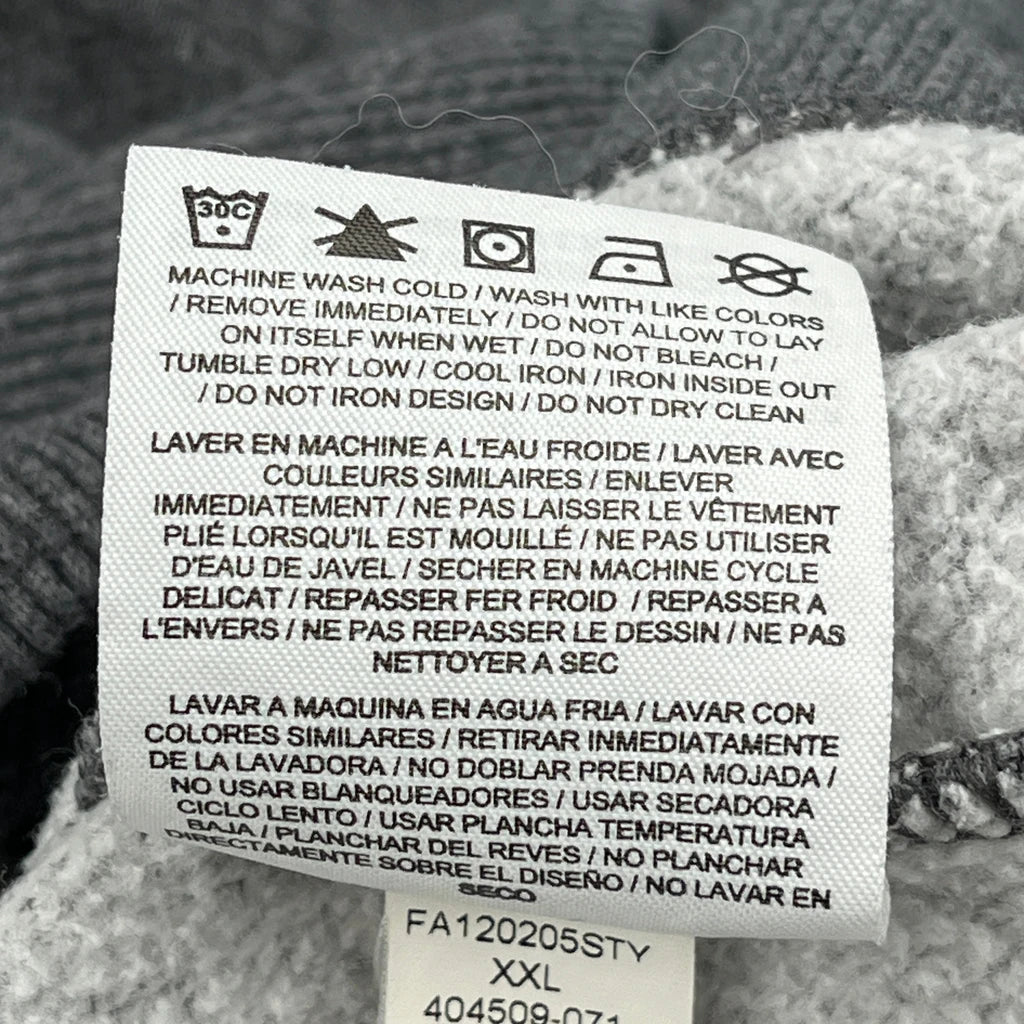 30C
MACHINE WASH COLD / WASH WITH LIKE COLORS
/ REMOVE IMMEDIATELY / DO NOT ALLOW TO LAY
ON ITSELF WHEN WET / DO NOT BLEACH /
TUMBLE DRY LOW / COOL IRON / IRON INSIDE OUT
/ DO NOT IRON DESIGN / DO NOT DRY CLEAN
LAVER EN MACHINE A L'EAU FROIDE / LAVER AVEC
COULEURS SIMILAIRES / ENLEVER
IMMEDIATEMENT / NE PAS LAISSER LE VÊTEMENT
PLIÉ LORSQU'IL EST MOUILLÉ / NE PAS UTILISER
D'EAU DE JAVEL / SECHER EN MACHINE CYCLE
DELICAT / REPASSER FER FROID / REPASSER A
L'ENVERS / NE PAS REPASSER LE DESSIN / NE PAS
NETTOYER A SEC
LAVAR A MAQUINA EN AGUA FRIA / LAVAR CON
COLORES SIMILARES / RETIRAR INMEDIATAMENTE
DE LA LAVADORA / NO DOBLAR PRENDA MOJADA /
NO USAR BLANQUEADORES / USAR SECADORA
CICLO LENTO / USAR PLANCHA TEMPERATURA
BAJA / PLANCHAR DEL REVES / NO PLANCHAR
DIRECTAMENTE SOBRE EL DISEÑO / NO LAVAR EN
SECO
FA120205STY
XXL
404509-071